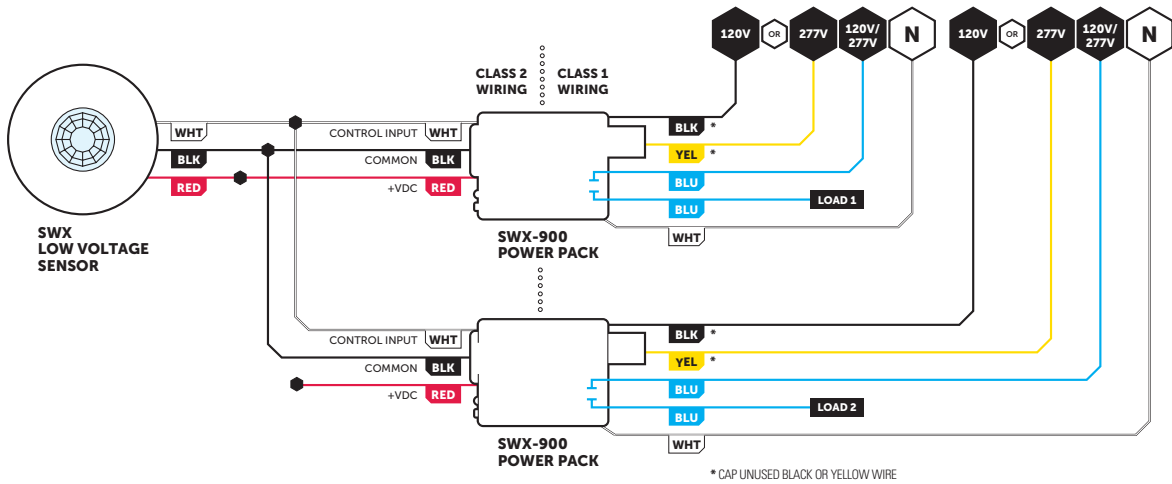 120V
OR
277V
120V/
277V
N
120V
OR
277V
120V/
277V
N
CLASS 2
WIRING
CLASS 1
WIRING
WHT
CONTROL INPUT
WHT
BLK
COMMON
BLK
RED
+VDC
RED
BLK *
YEL *
BLU
BLU
LOAD 1
WHT
SWX
LOW VOLTAGE
SENSOR
SWX-900
POWER PACK
CONTROL INPUT
WHT
COMMON
BLK
+VDC
RED
BLK *
YEL *
BLU
BLU
LOAD 2
WHT
SWX-900
POWER PACK
* CAP UNUSED BLACK OR YELLOW WIRE